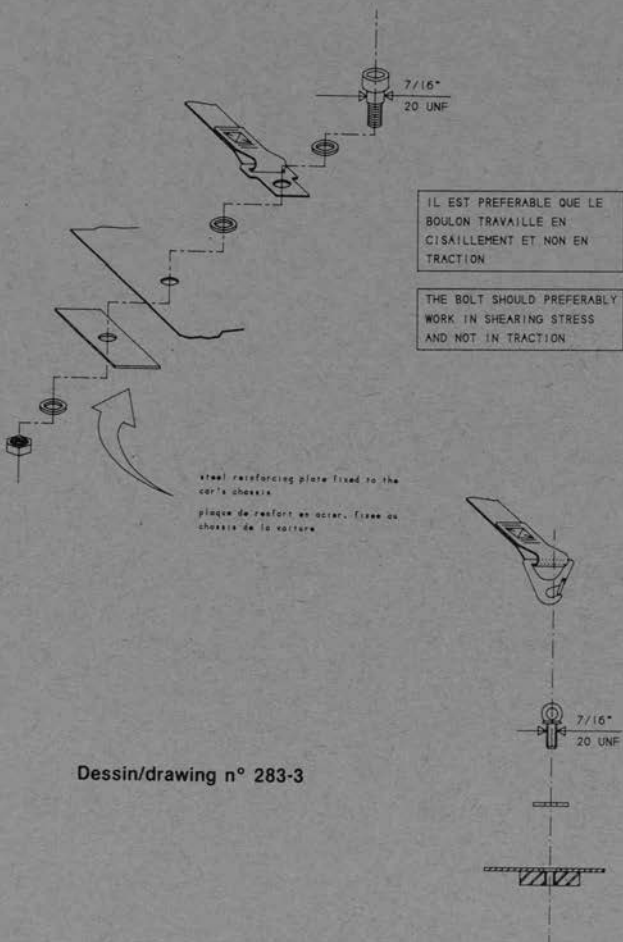 7/16"
20 UNF
IL EST PREFERABLE QUE LE
BOULON TRAVAILLE EN
CISAILLEMENT ET NON EN
TRACTION
THE BOLT SHOULD PREFERABLY
WORK IN SHEARING STRESS
AND NOT IN TRACTION
steel reinforcing plate fixed to the
car's chassis
plaque de renfort en acier, fixee au
chassis de la voiture
7/16"
20 UNF
Dessin/drawing n° 283-3